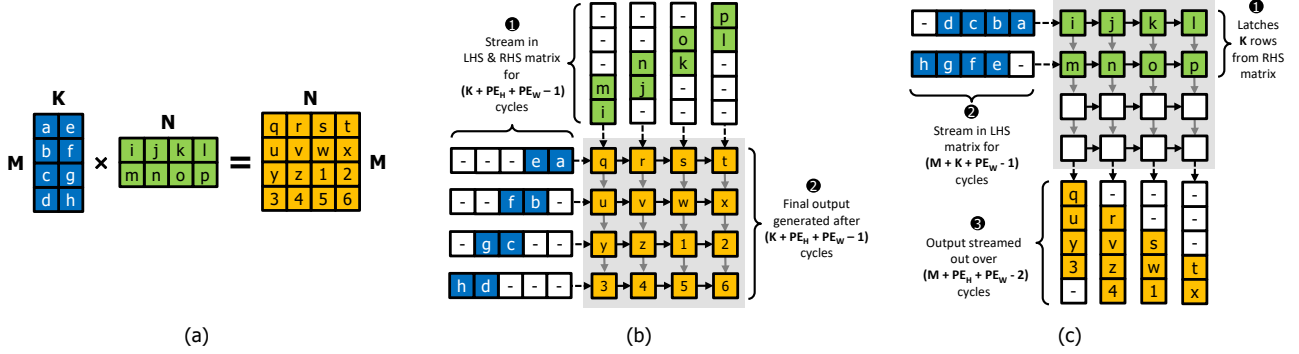 K
N
N
M
a e
b f
c g
d h
×
i j k l
m n o p
=
q r s t
u v w x
y z 1 2
3 4 5 6
M
(a)
❶
Stream in
LHS & RHS matrix
for
(K + PE_H + PE_W – 1)
cycles
- - - p
- - o l
- n k -
m j - -
i - - -
- - - e a
- - f b -
- g c - -
h d - - -
q r s t
u v w x
y z 1 2
3 4 5 6
❷
Final output
generated after
(K + PE_H + PE_W – 1)
cycles
(b)
- d c b a
h g f e -
i j k l
m n o p
❶
Latches
K rows
from RHS
matrix
❷
Stream in LHS
matrix for
(M + K + PE_W - 1)
cycles
❸
Output streamed
out over
(M + PE_H + PE_W - 2)
cycles
q - - -
u r - -
y v s -
3 z w t
- 4 1 x
(c)